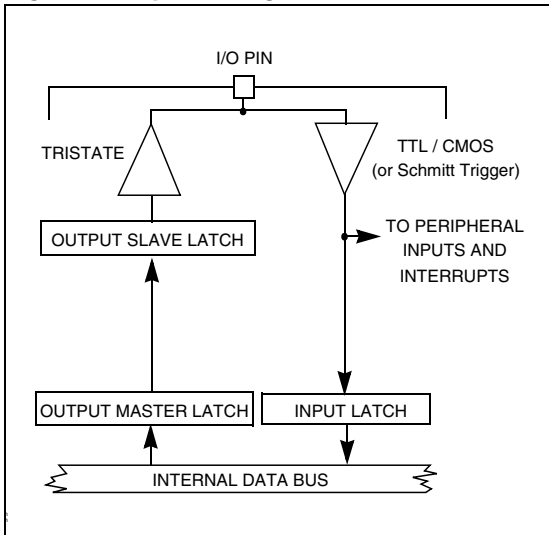 I/O PIN
TRISTATE
TTL / CMOS
(or Schmitt Trigger)
OUTPUT SLAVE LATCH
TO PERIPHERAL
INPUTS AND
INTERRUPTS
OUTPUT MASTER LATCH
INPUT LATCH
INTERNAL DATA BUS